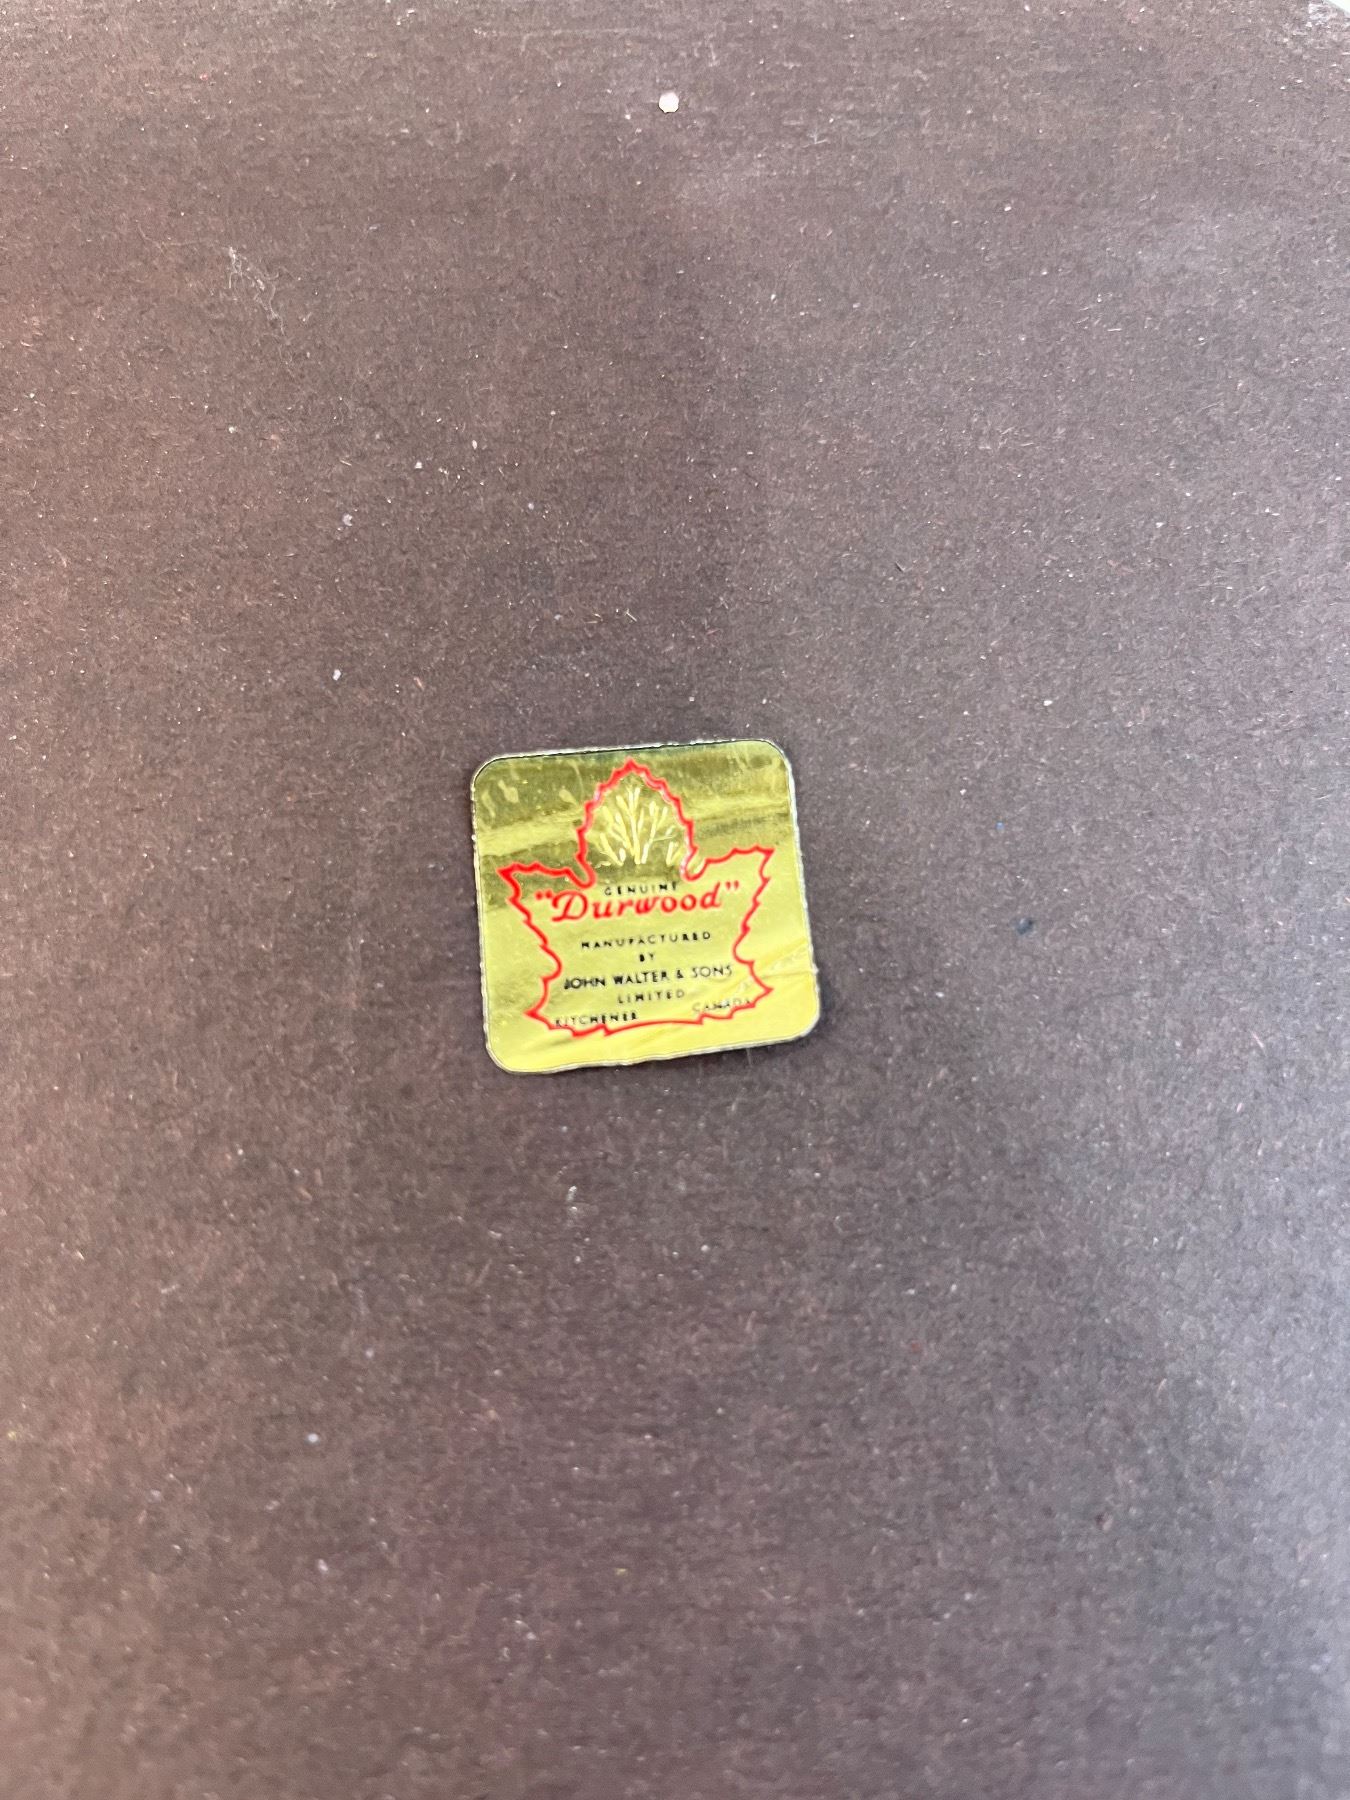 GENUINE
"Durwood"
MANUFACTURED
BY
JOHN WALTER & SONS
LIMITED
KITCHENER CANADA